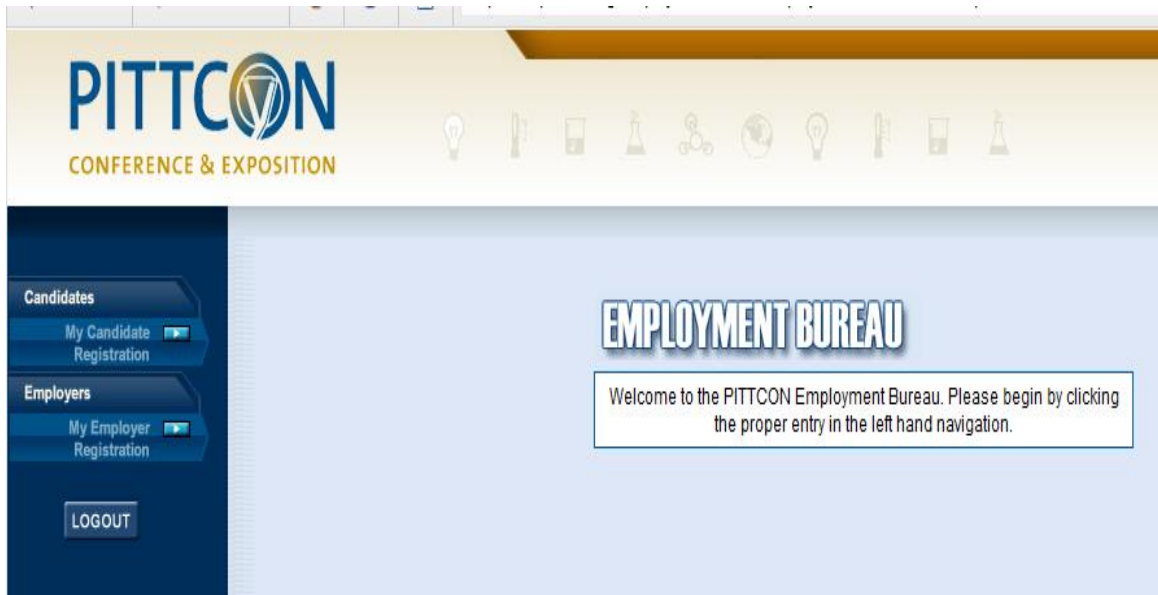 PITTCON
CONFERENCE & EXPOSITION
Candidates
My Candidate
Registration
Employers
My Employer
Registration
LOGOUT
EMPLOYMENT BUREAU
Welcome to the PITTCON Employment Bureau. Please begin by clicking
the proper entry in the left hand navigation.